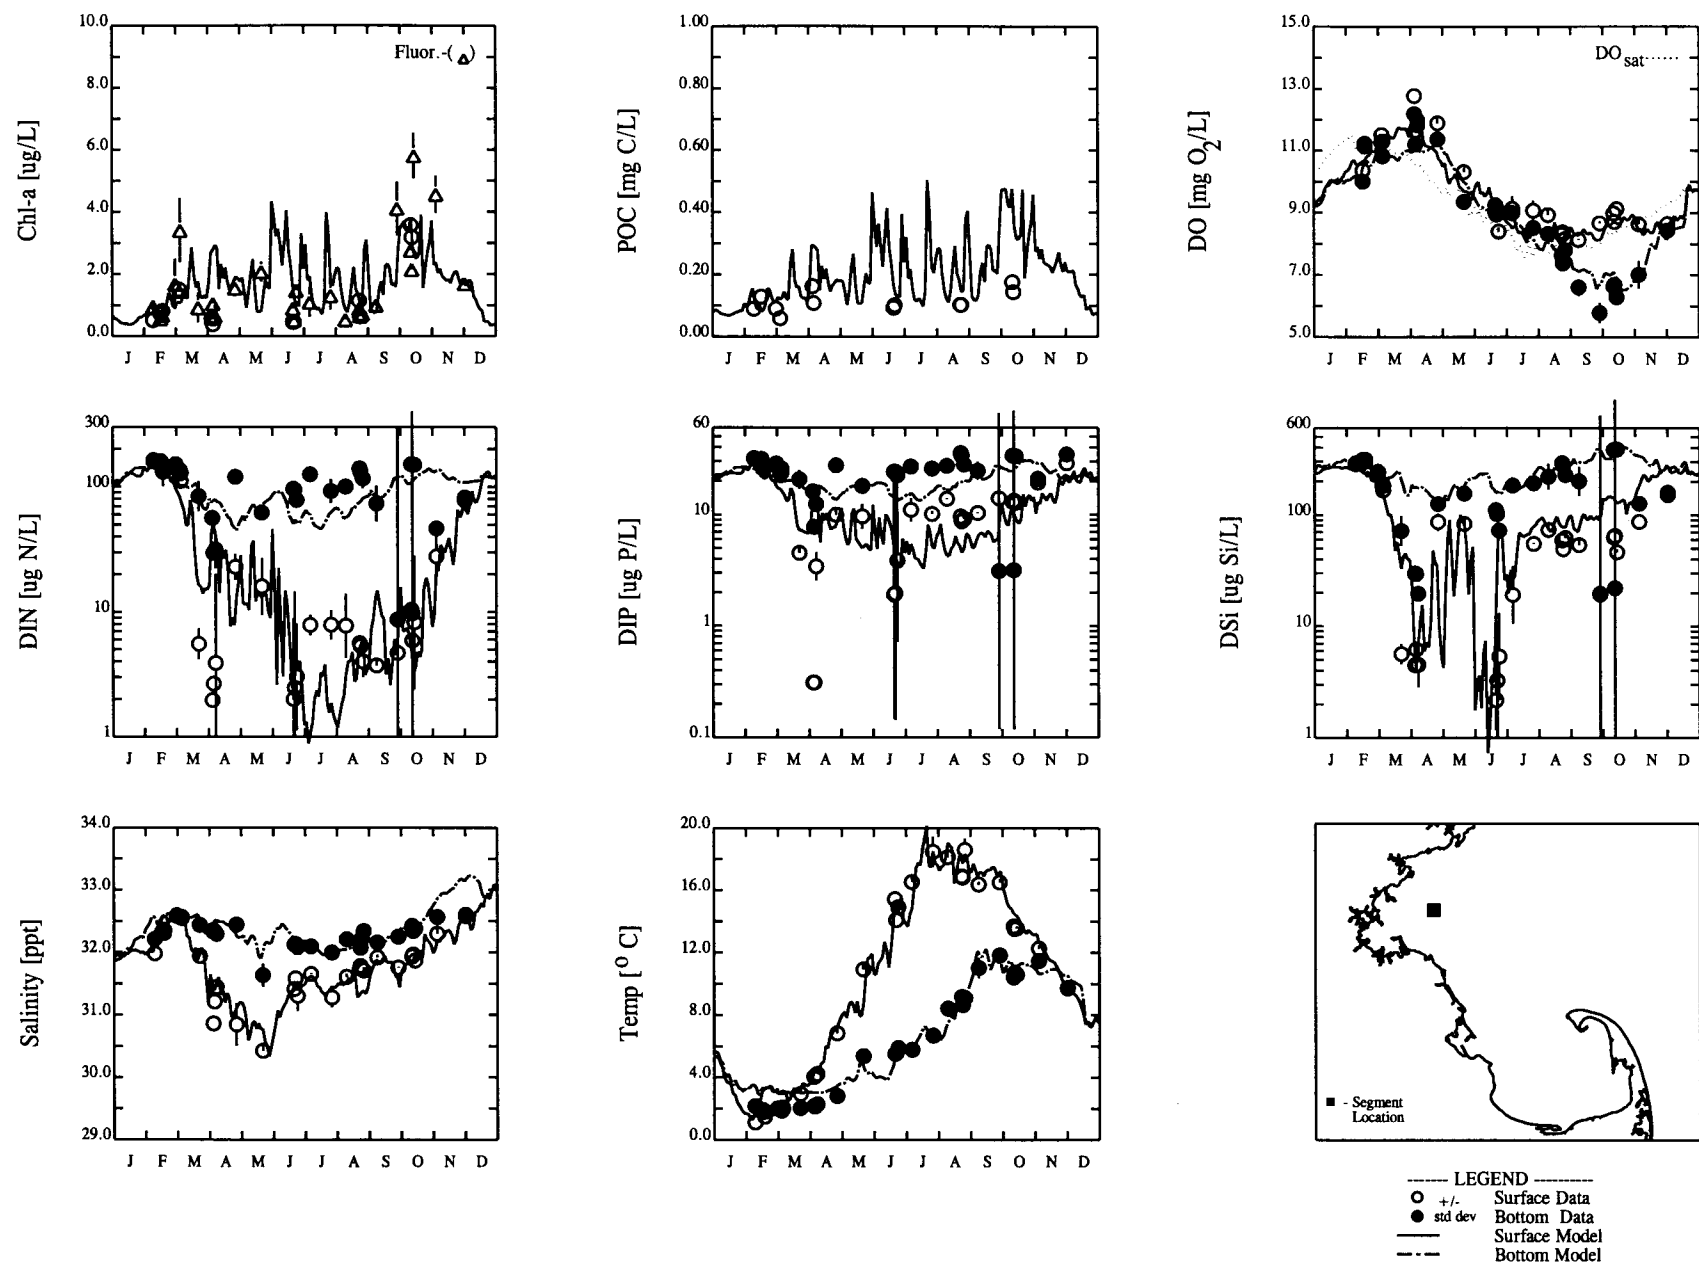 10.0
8.0
6.0
4.0
2.0
0.0
Chl-a [ug/L]
Fluor.-( )
J F M A M J J A S O N D
1.00
0.80
0.60
0.40
0.20
0.00
POC [mg C/L]
J F M A M J J A S O N D
15.0
13.0
11.0
9.0
7.0
5.0
DO [mg O2/L]
DO sat
J F M A M J J A S O N D
300
100
10
1
DIN [ug N/L]
J F M A M J J A S O N D
60
10
1
0.1
DIP [ug P/L]
J F M A M J J A S O N D
600
100
10
1
DSi [ug Si/L]
J F M A M J J A S O N D
34.0
33.0
32.0
31.0
30.0
29.0
Salinity [ppt]
J F M A M J J A S O N D
20.0
16.0
12.0
8.0
4.0
0.0
Temp [° C]
J F M A M J J A S O N D
- Segment
Location
------ LEGEND ----------
+/- Surface Data
std dev Bottom Data
Surface Model
Bottom Model